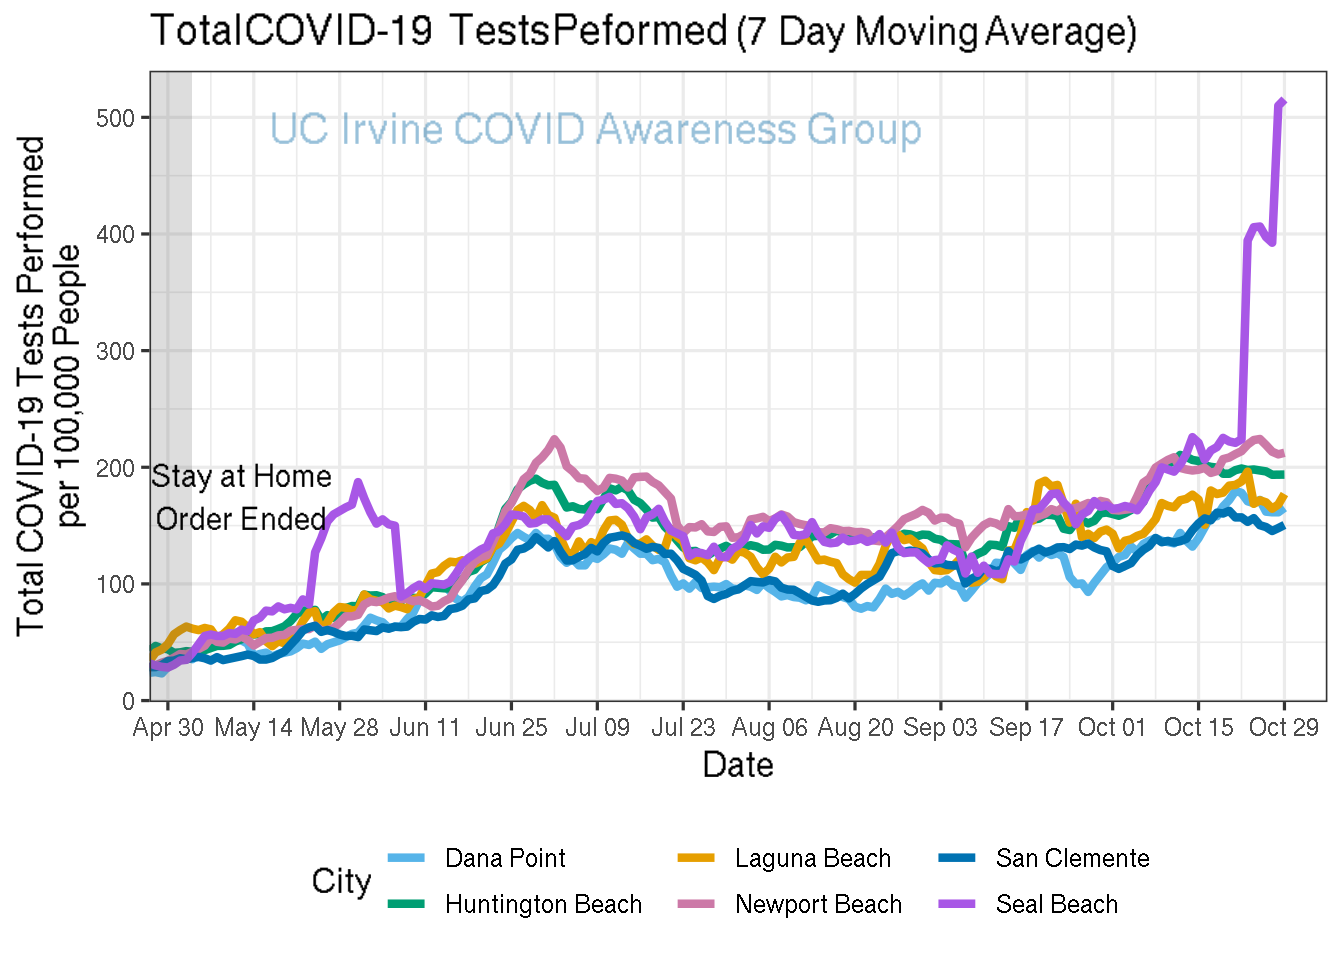 TotalCOVID-19 TestsPeformed (7 Day Moving Average)
UC Irvine COVID Awareness Group
Total COVID-19 Tests Performed
per 100,000 People
500
400
300
200
100
0
Stay at Home
Order Ended
Apr 30 May 14 May 28 Jun 11 Jun 25 Jul 09 Jul 23 Aug 06 Aug 20 Sep 03 Sep 17 Oct 01 Oct 15 Oct 29
Date
City
Dana Point Laguna Beach San Clemente
Huntington Beach Newport Beach Seal Beach